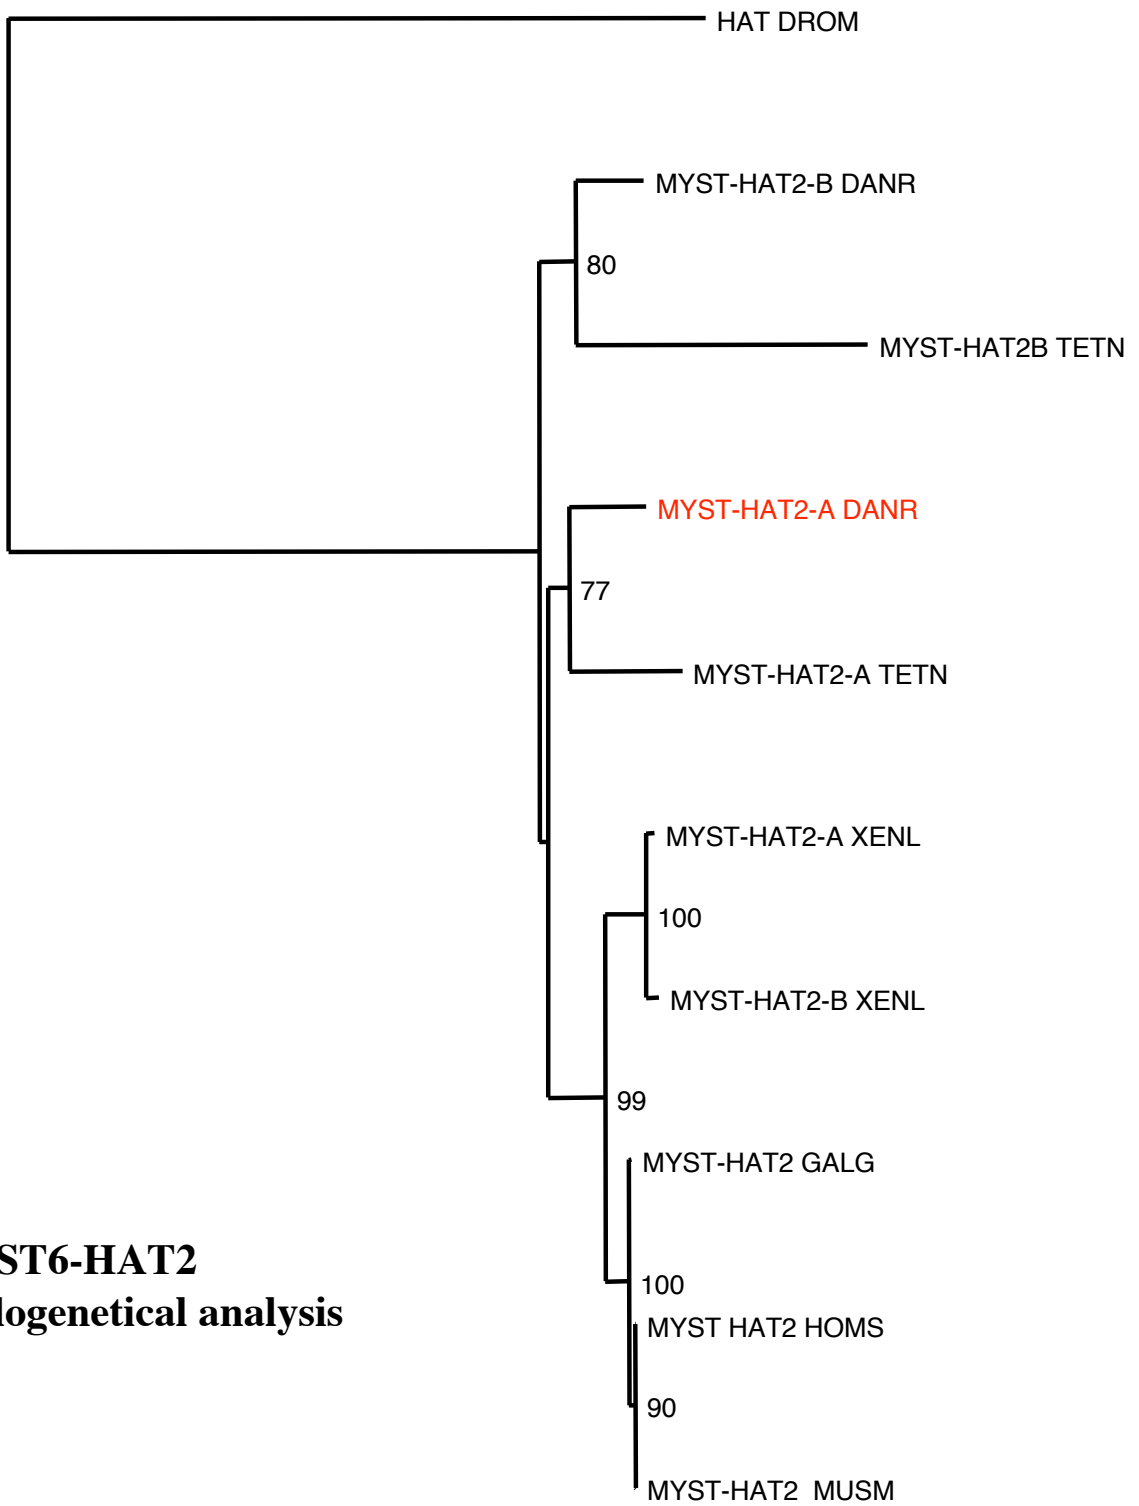 HAT DROM
MYST-HAT2-B DANR
80
MYST-HAT2B TETN
MYST-HAT2-A DANR
77
MYST-HAT2-A TETN
MYST-HAT2-A XENL
100
MYST-HAT2-B XENL
99
MYST-HAT2 GALG
ST6-HAT2
100
logenetical analysis
MYST HAT2 HOMS
90
MYST-HAT2  MUSM